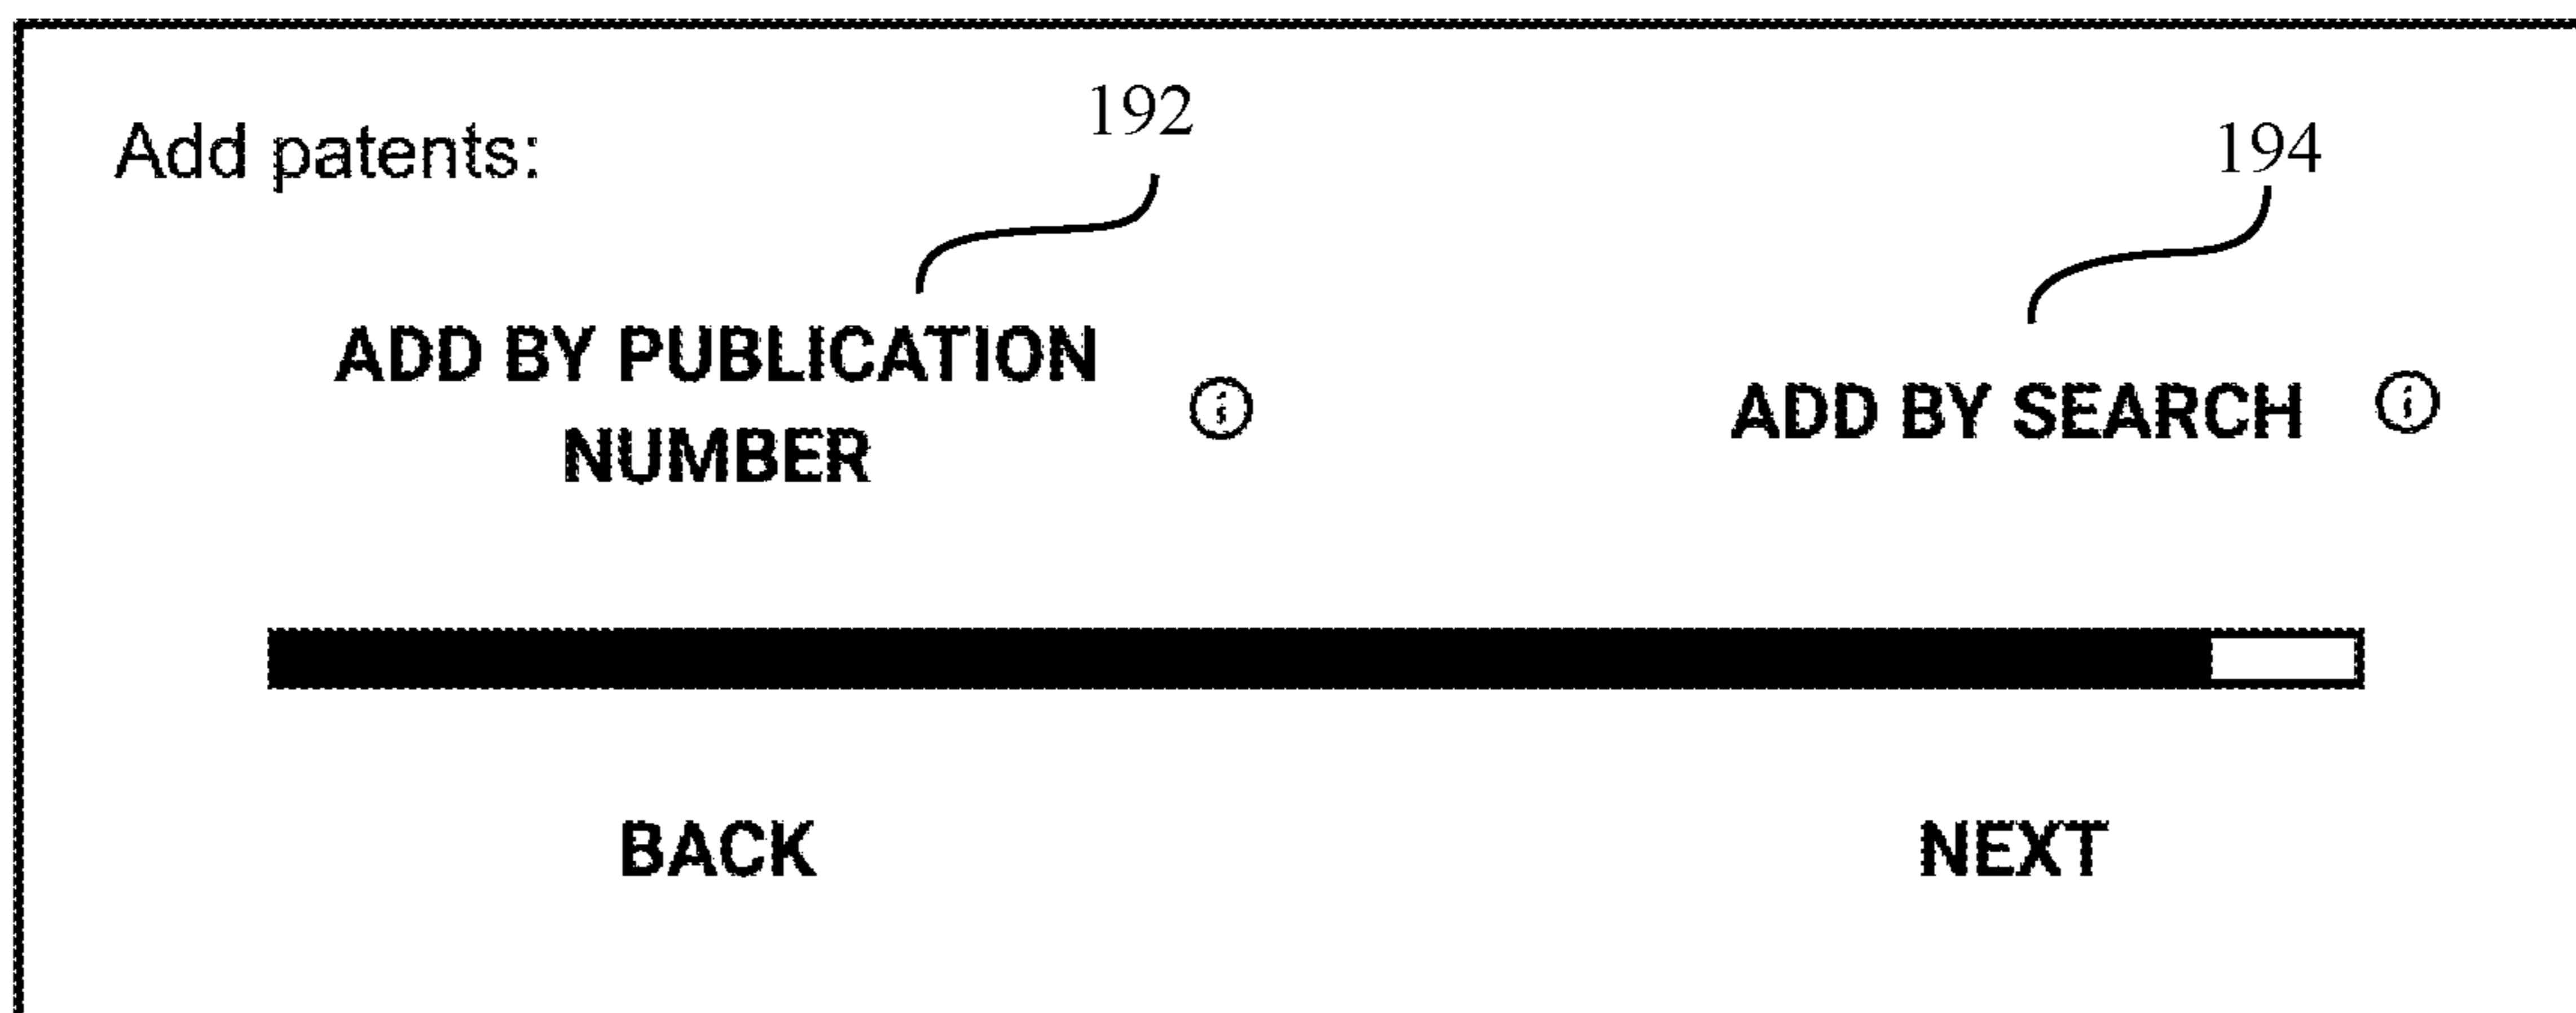 192
194
Add patents:
ADD BY PUBLICATION
NUMBER
i
ADD BY SEARCH
i
BACK
NEXT